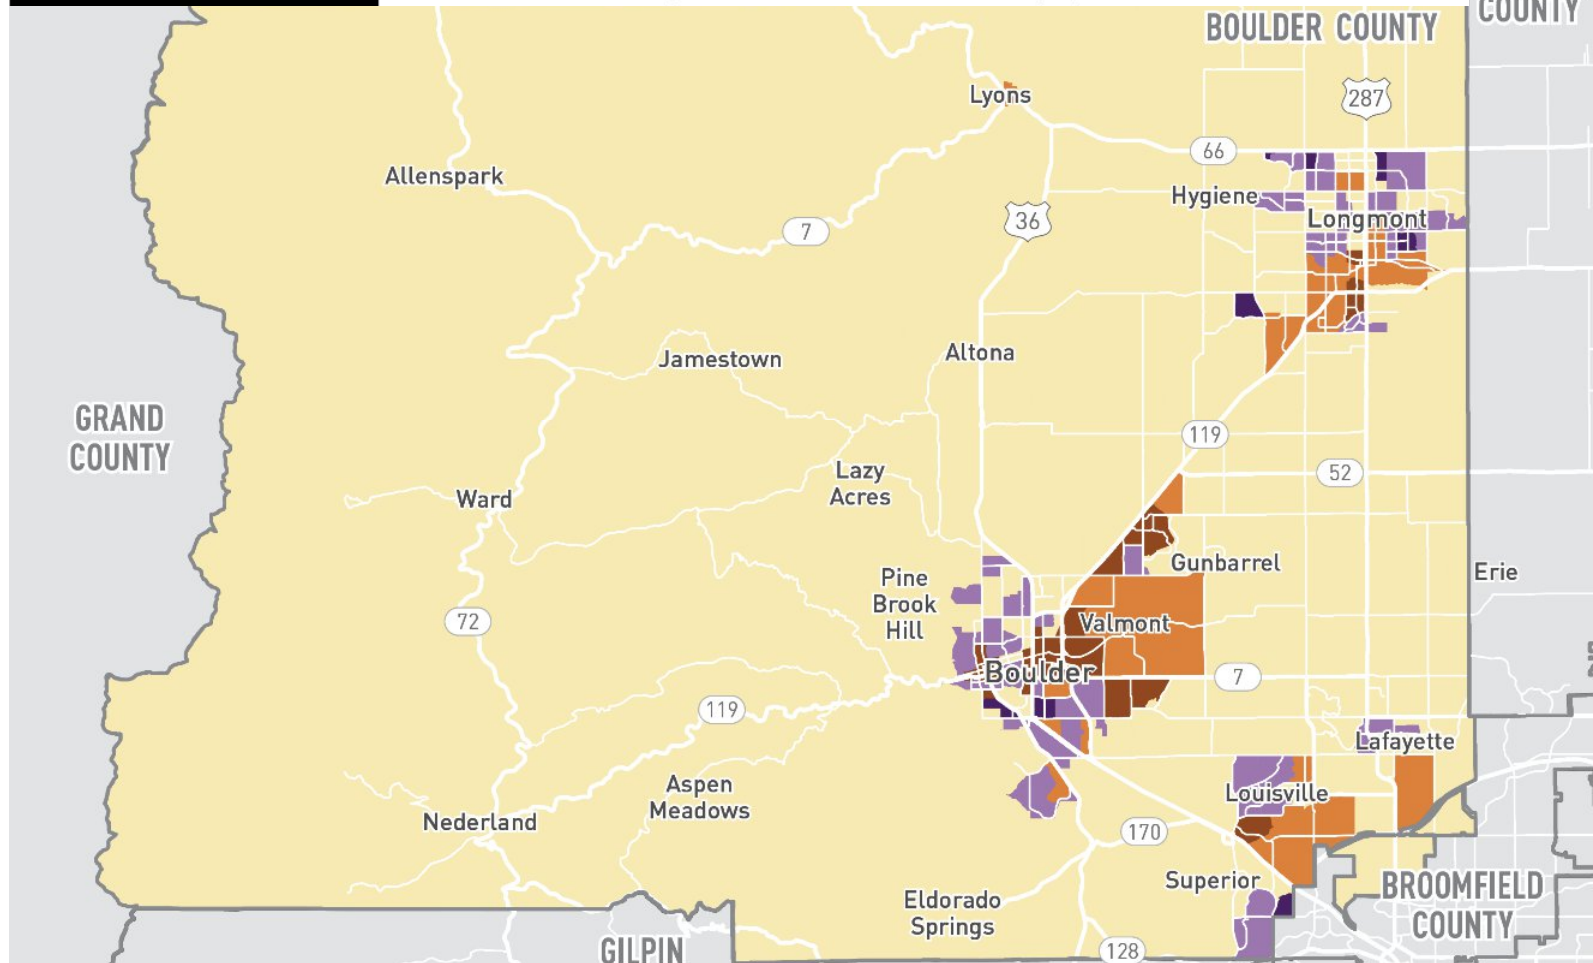 COUNTY
BOULDER COUNTY
287
Lyons
66
Allenspark
Hygiene
Longmont
36
7
Jamestown
Altona
GRAND
COUNTY
119
52
Lazy
Acres
Ward
Gunbarrel
Erie
Pine
Brook
Hill
72
Valmont
Boulder
7
119
Lafayette
Aspen
Meadows
Louisville
Nederland
170
Superior
BROOMFIELD
COUNTY
Eldorado
Springs
GILPIN
128